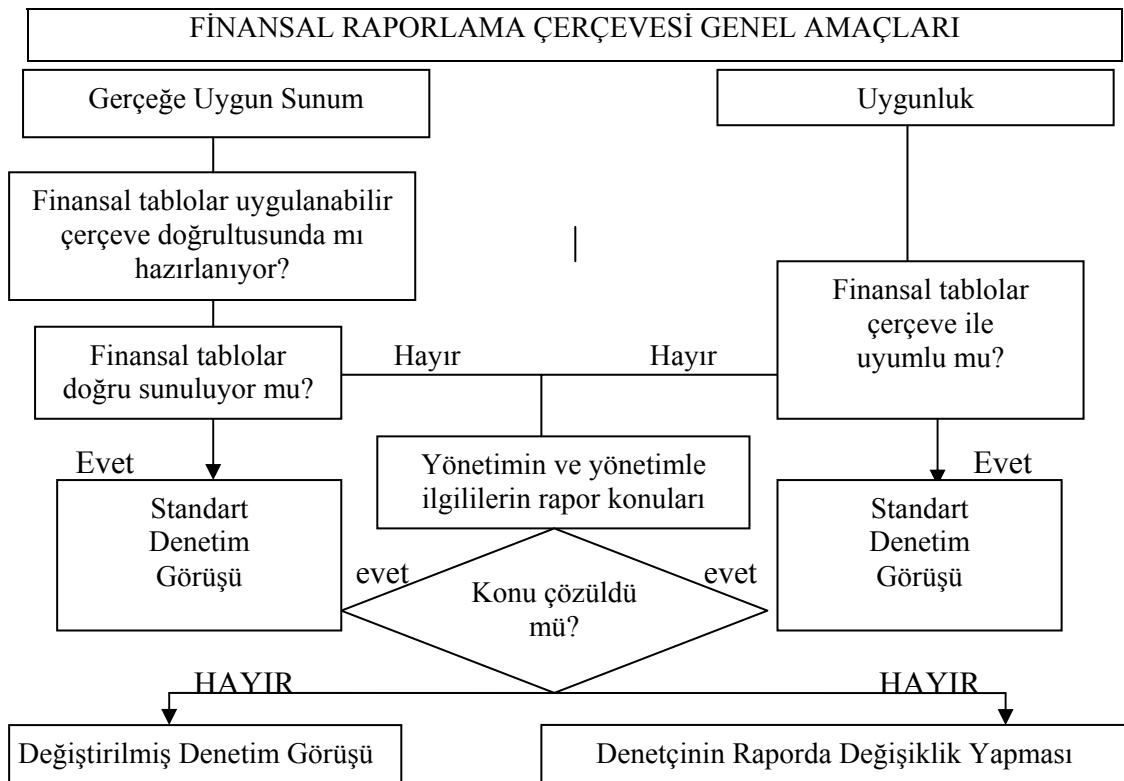 FİNANSAL RAPORLAMA ÇERÇEVESİ GENEL AMAÇLARI
Gerçeğe Uygun Sunum
Uygunluk
Finansal tablolar uygulanabilir
çerçeve doğrultusunda mı
hazırlanıyor?
Finansal tablolar
çerçeve ile
uyumlu mu?
Finansal tablolar
doğru sunuluyor mu?
Hayır
Hayır
Evet
Yönetimin ve yönetimle
ilgililerin rapor konuları
Evet
Standart
Denetim
Görüşü
Standart
Denetim
Görüşü
evet
evet
Konu çözüldü
mü?
HAYIR
HAYIR
Değiştirilmiş Denetim Görüşü
Denetçinin Raporda Değişiklik Yapması